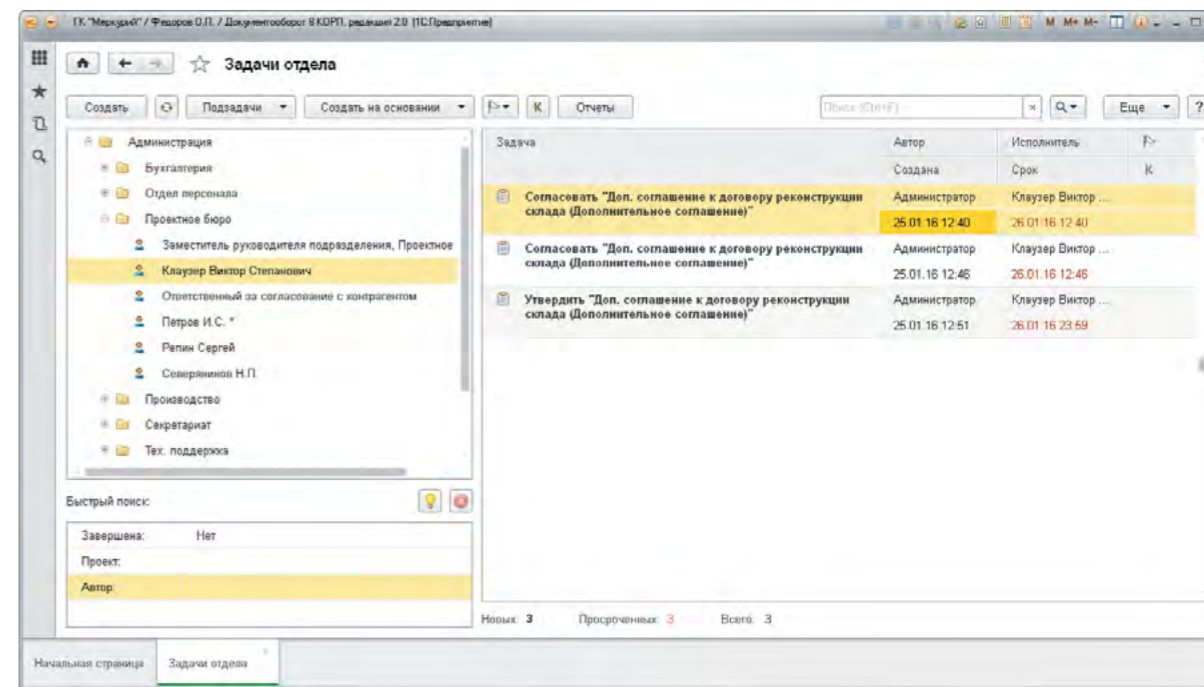 ГК "Меркурий" / Федоров О.П. / Документооборот 8 КОРП, редакция 2.0 (1С:Предприятие)
M M+ M-
Задачи отдела
Создать Подзадачи Создать на основании К Отчеты Поиск (Ctrl+F) × Еще ?
Администрация
Бухгалтерия
Отдел персонала
Проектное бюро
Заместитель руководителя подразделения, Проектное
Клаузер Виктор Степанович
Ответственный за согласование с контрагентом
Петров И.С. *
Репин Сергей
Северянинов Н.П.
Производство
Секретариат
Тех. поддержка
Быстрый поиск:
Завершена: Нет
Проект:
Автор:
Задача Автор Исполнитель
Создана Срок К
Согласовать "Доп. соглашение к договору реконструкции Администратор Клаузер Виктор ...
склада (Дополнительное соглашение)" 25.01.16 12:40 26.01.16 12:40
Согласовать "Доп. соглашение к договору реконструкции Администратор Клаузер Виктор ...
склада (Дополнительное соглашение)" 25.01.16 12:46 26.01.16 12:46
Утвердить "Доп. соглашение к договору реконструкции Администратор Клаузер Виктор ...
склада (Дополнительное соглашение)" 25.01.16 12:51 26.01.16 23:59
Новых: 3 Просроченных: 3 Всего: 3
Начальная страница Задачи отдела ×